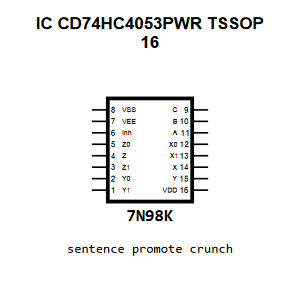 IC CD74HC4053PWR TSSOP
16
8 VSS C 9
7 VEE B 10
6 Inh A 11
5 Z0 X0 12
4 Z X1 13
3 Z1 X 14
2 Y0 Y 15
1 Y1 VDD 16
7N98K
sentence promote crunch